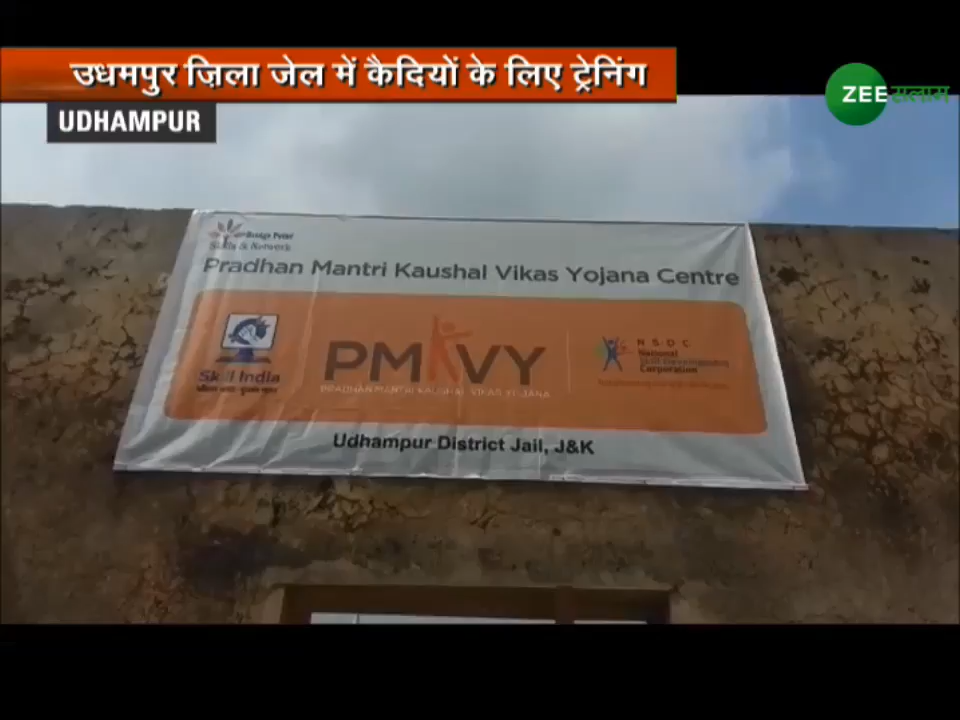 उधमपुर ज़िला जेल में कैदियों के लिए ट्रेनिंग
ZEE सलाम
UDHAMPUR
Skills & Network
Pradhan Mantri Kaushal Vikas Yojana Centre
Skill India
PMKVY
PRADHAN MANTRI KAUSHAL VIKAS YOJANA
N S D C
National
Skill Development
Corporation
Udhampur District Jail, J&K